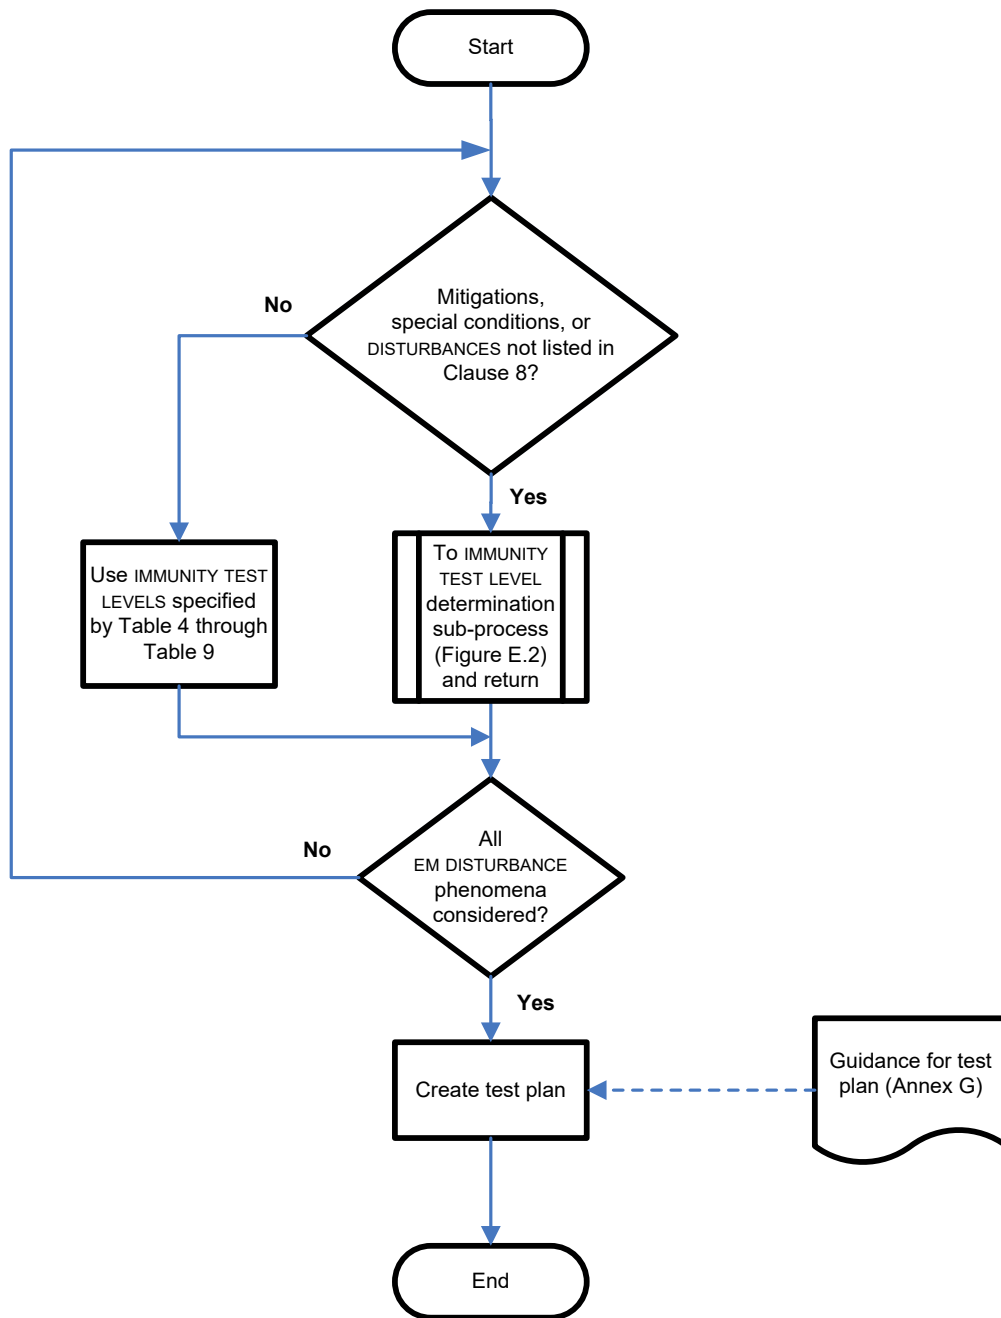 Start
Mitigations,
special conditions, or
DISTURBANCES not listed in
Clause 8?
No
Yes
Use IMMUNITY TEST
LEVELS specified
by Table 4 through
Table 9
To IMMUNITY
TEST LEVEL
determination
sub-process
(Figure E.2)
and return
All
EM DISTURBANCE
phenomena
considered?
No
Yes
Create test plan
Guidance for test
plan (Annex G)
End